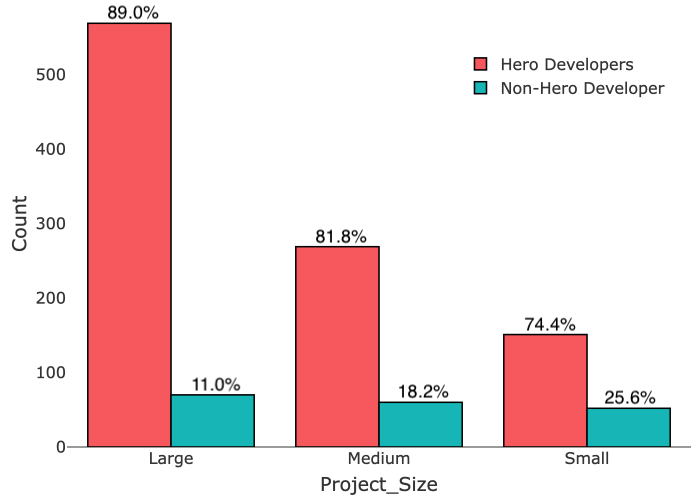 89.0%
500
Hero Developers
Non-Hero Developer
400
Count
300
81.8%
200
74.4%
100
11.0%
18.2%
25.6%
0
Large
Medium
Small
Project_Size